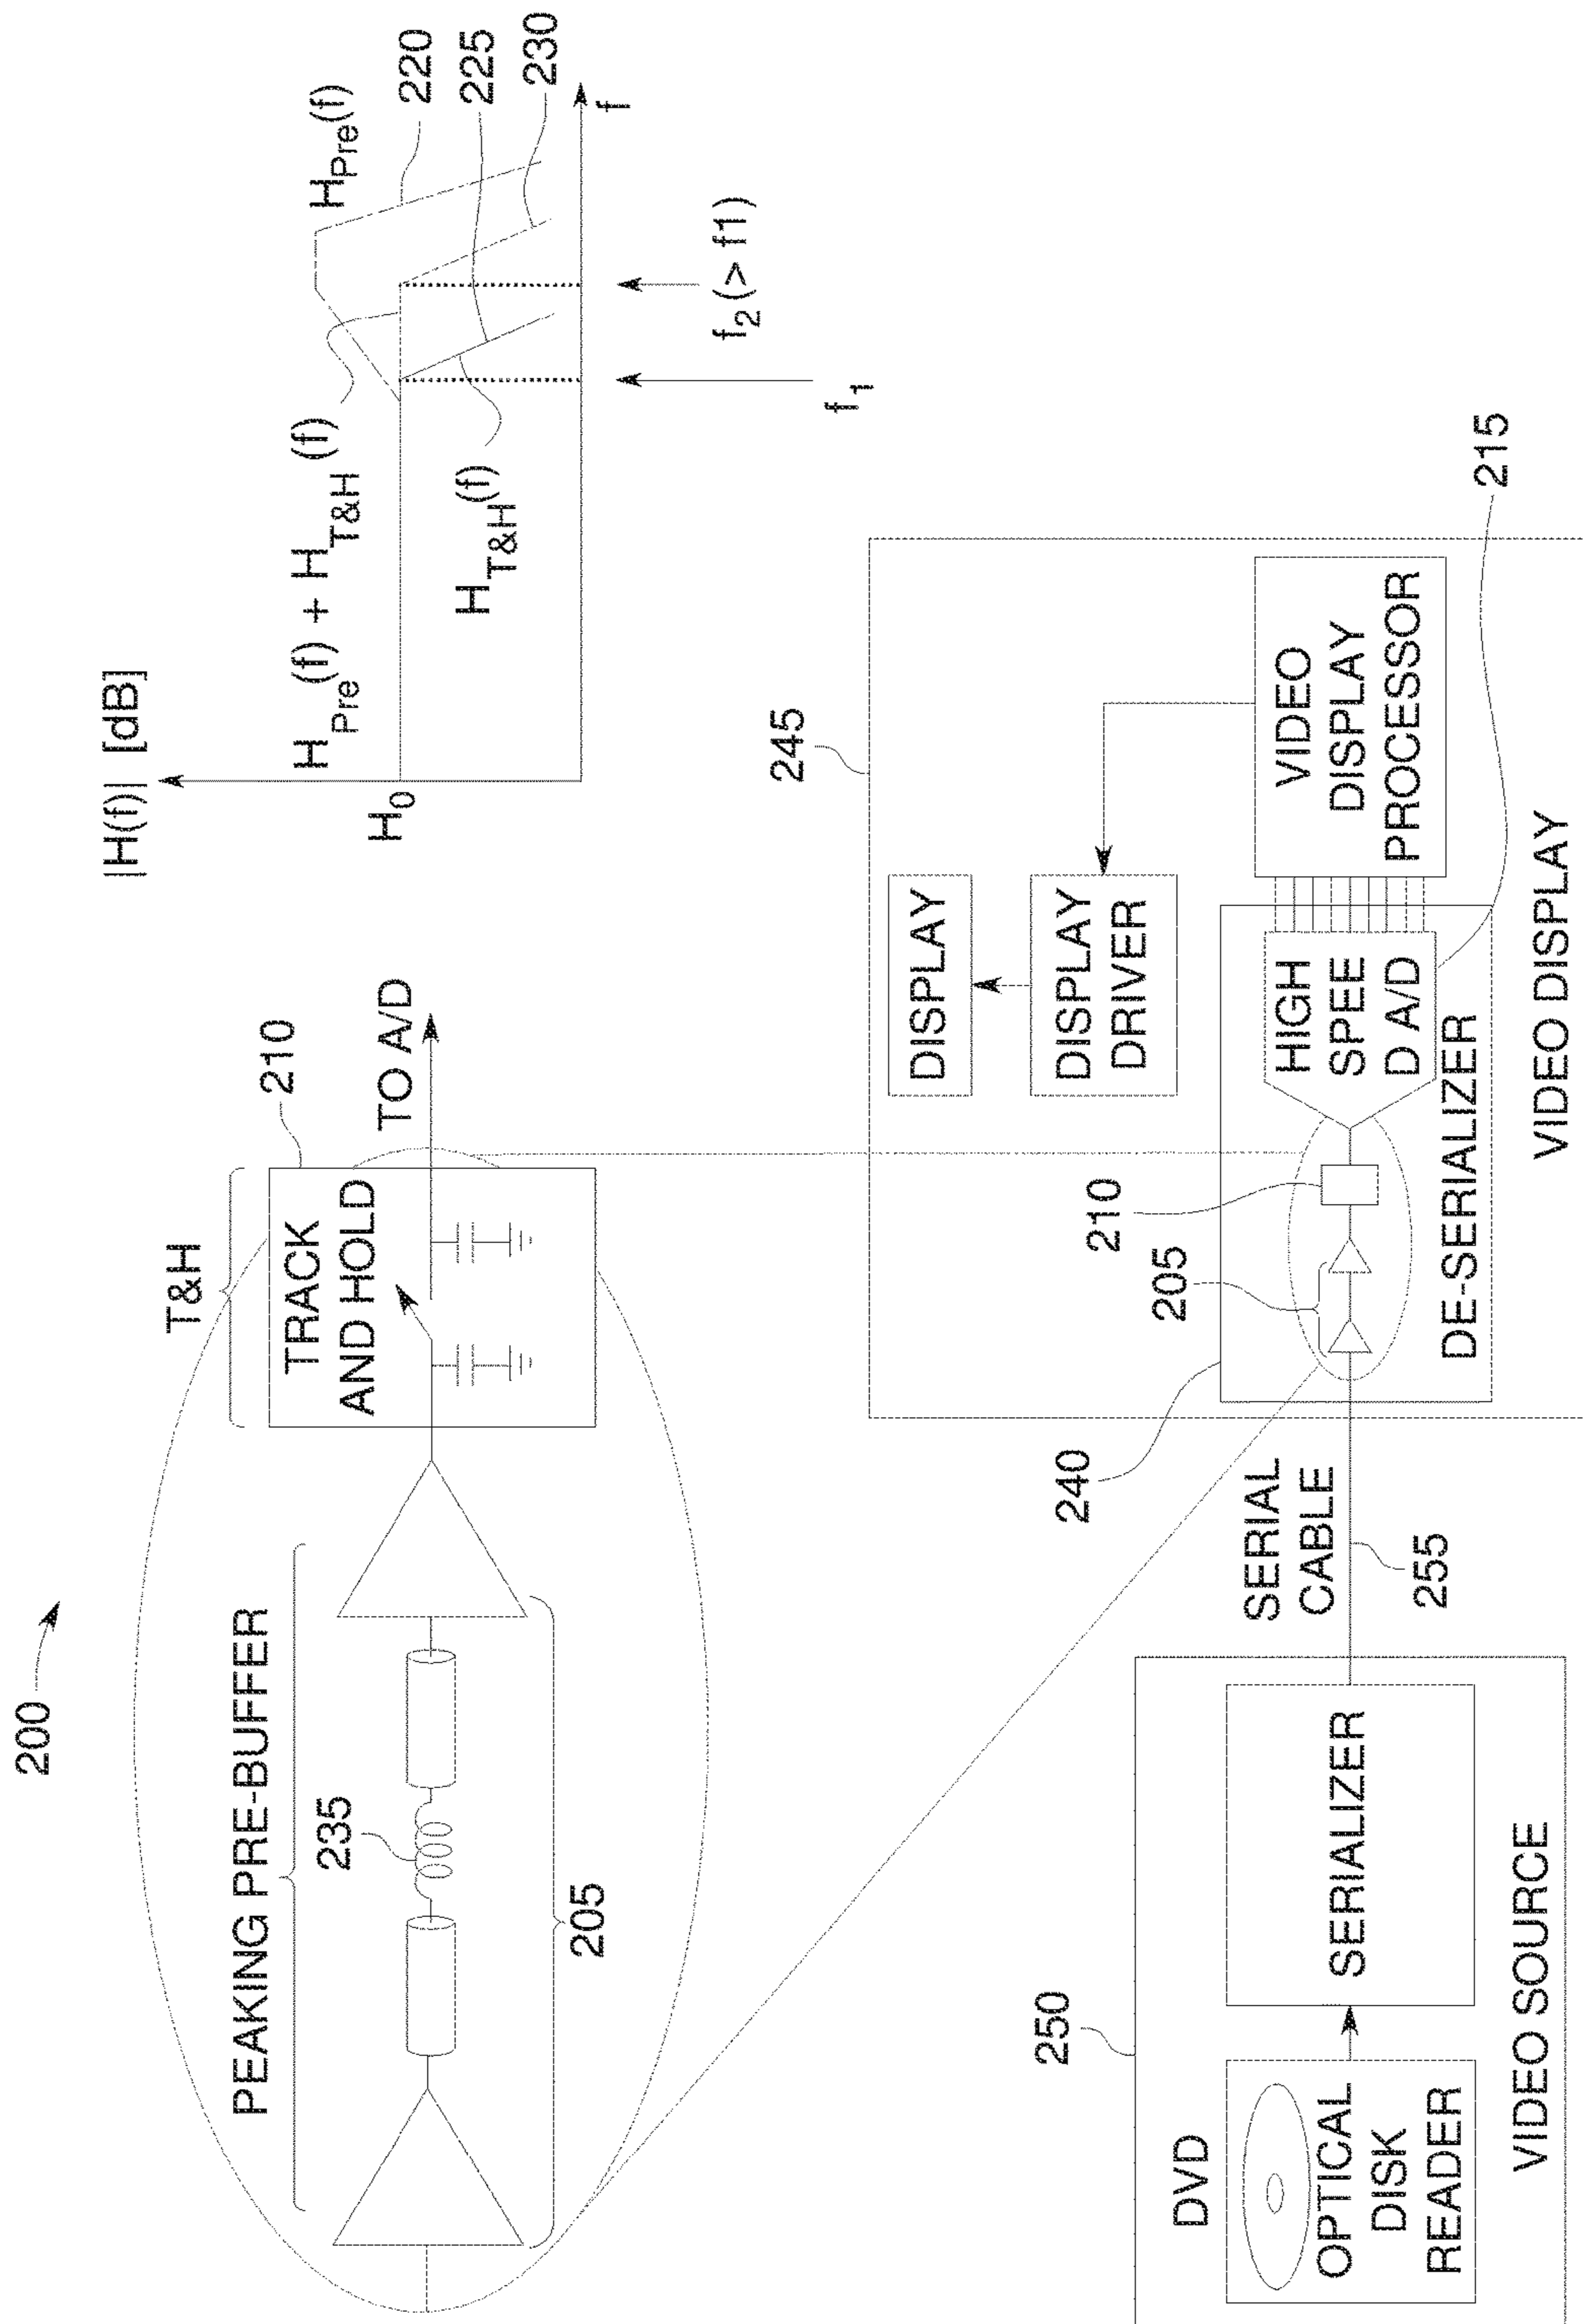 200
PEAKING PRE-BUFFER
235
205
T&H
210
TRACK
AND HOLD
TO A/D
|H(f)| [dB]
H0
HPre(f) + HT&H(f)
HT&H(f)
HPre(f)
220
225
230
f
f1
f2(> f1)
250
DVD
OPTICAL
DISK
READER
SERIALIZER
VIDEO SOURCE
SERIAL
CABLE
255
240
245
205
210
HIGH
SPEE
D A/D
DE-SERIALIZER
DISPLAY
DISPLAY
DRIVER
VIDEO
DISPLAY
PROCESSOR
215
VIDEO DISPLAY